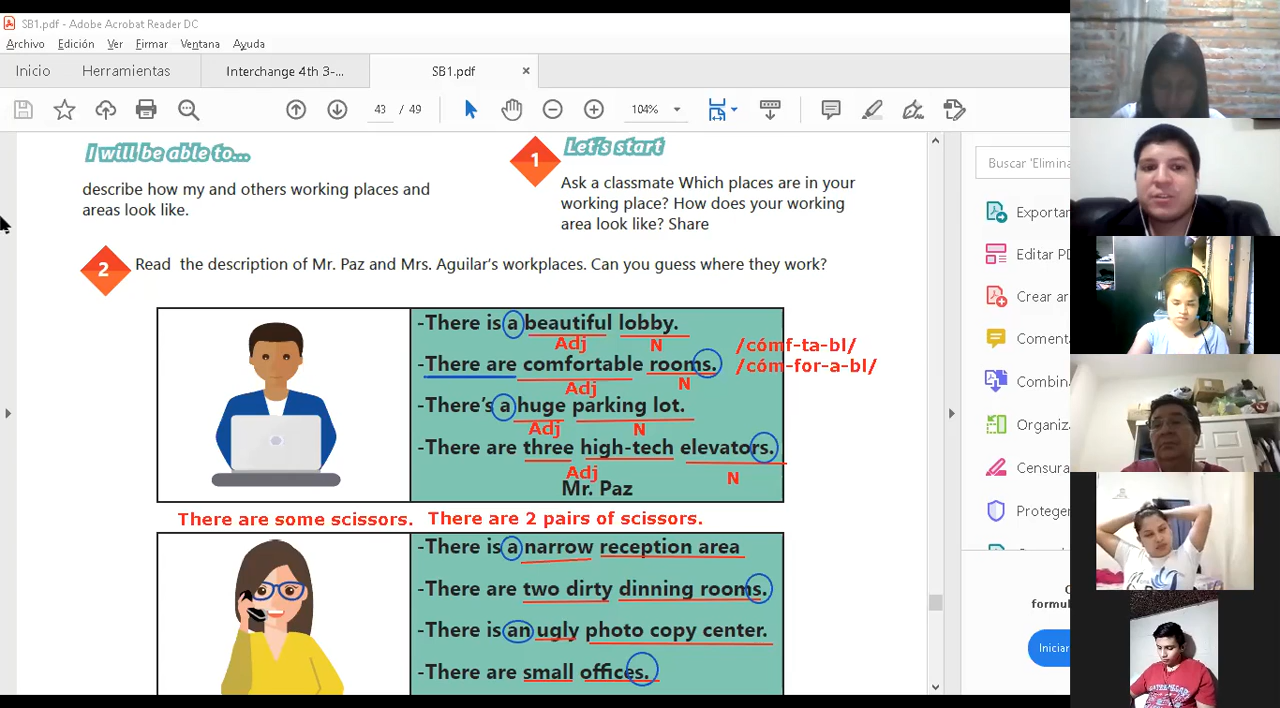 SB1.pdf - Adobe Acrobat Reader DC
Archivo Edición Ver Firmar Ventana Ayuda
Inicio Herramientas Interchange 4th 3-... SB1.pdf ×
43 / 49 104%
I will be able to...
describe how my and others working places and
areas look like.
1 Let's start
Ask a classmate Which places are in your
working place? How does your working
area look like? Share
2 Read the description of Mr. Paz and Mrs. Aguilar's workplaces. Can you guess where they work?
-There is a beautiful lobby.
Adj N
/cómf-ta-bl/
-There are comfortable rooms.
/cóm-for-a-bl/
Adj N
-There's a huge parking lot.
Adj N
-There are three high-tech elevators.
Adj N
Mr. Paz
There are some scissors. There are 2 pairs of scissors.
-There is a narrow reception area
-There are two dirty dinning rooms.
-There is an ugly photo copy center.
-There are small offices.
Buscar 'Elimina
Exportar
Editar PD
Crear ar
Coment
Combin
Organiz
Censura
Proteger
formul
Iniciar